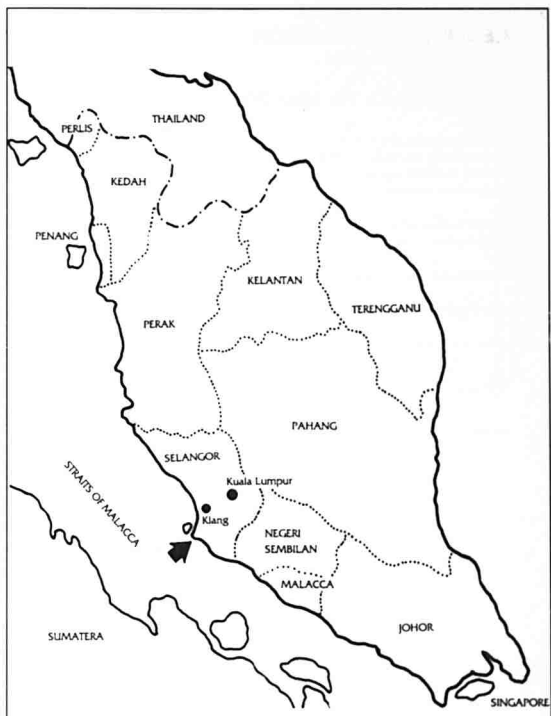 THAILAND
PERLIS
KEDAH
PENANG
KELANTAN
TERENGGANU
PERAK
PAHANG
SELANGOR
Kuala Lumpur
Klang
STRAITS OF MALACCA
NEGERI
SEMBILAN
MALACCA
JOHOR
SUMATERA
SINGAPORE